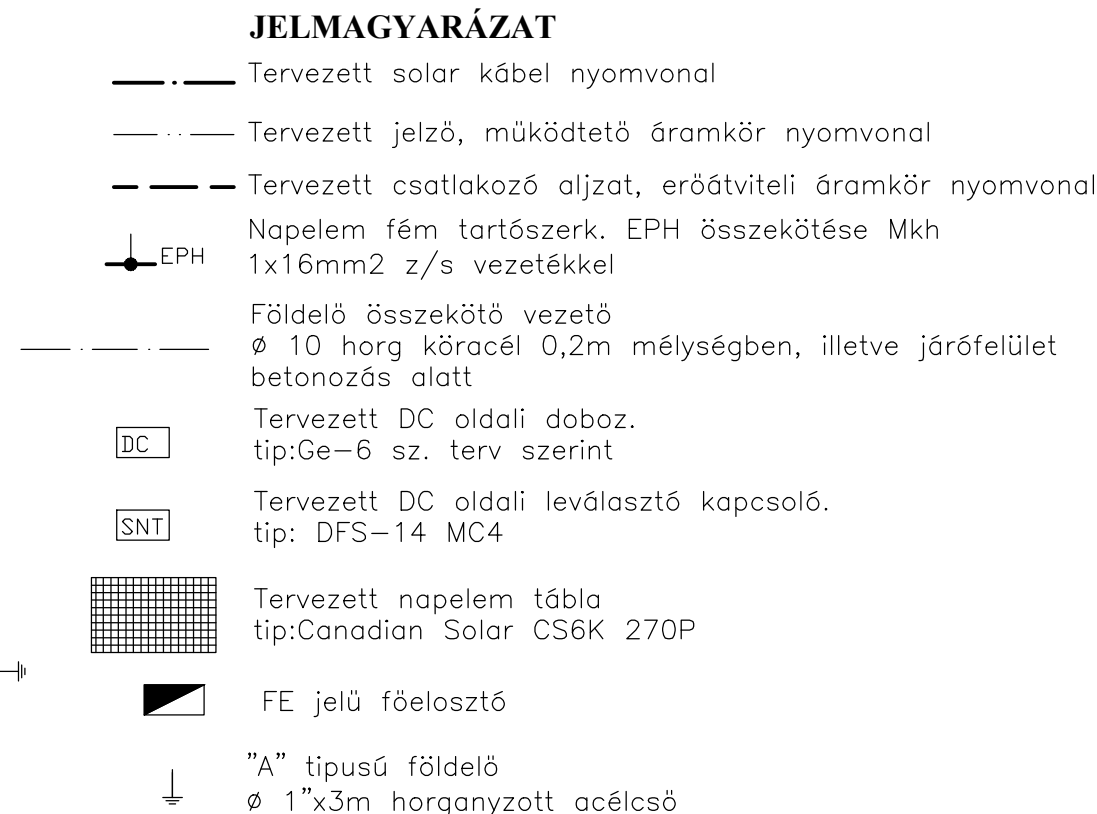 JELMAGYARÁZAT
Tervezett solar kábel nyomvonal
Tervezett jelzö, müködtetö áramkör nyomvonal
Tervezett csatlakozó aljzat, eröátviteli áramkör nyomvonal
Napelem fém tartószerk. EPH összekötése Mkh
EPH
1x16mm2 z/s vezetékkel
Földelö összekötö vezetö
ø 10 horg köracél 0,2m mélységben, illetve járófelület
betonozás alatt
Tervezett DC oldali doboz.
DC
tip:Ge-6 sz. terv szerint
Tervezett DC oldali leválasztó kapcsoló.
SNT
tip: DFS-14 MC4
Tervezett napelem tábla
tip:Canadian Solar CS6K 270P
FE jelü föelosztó
"A" tipusú földelö
ø 1"x3m horganyzott acélcsö